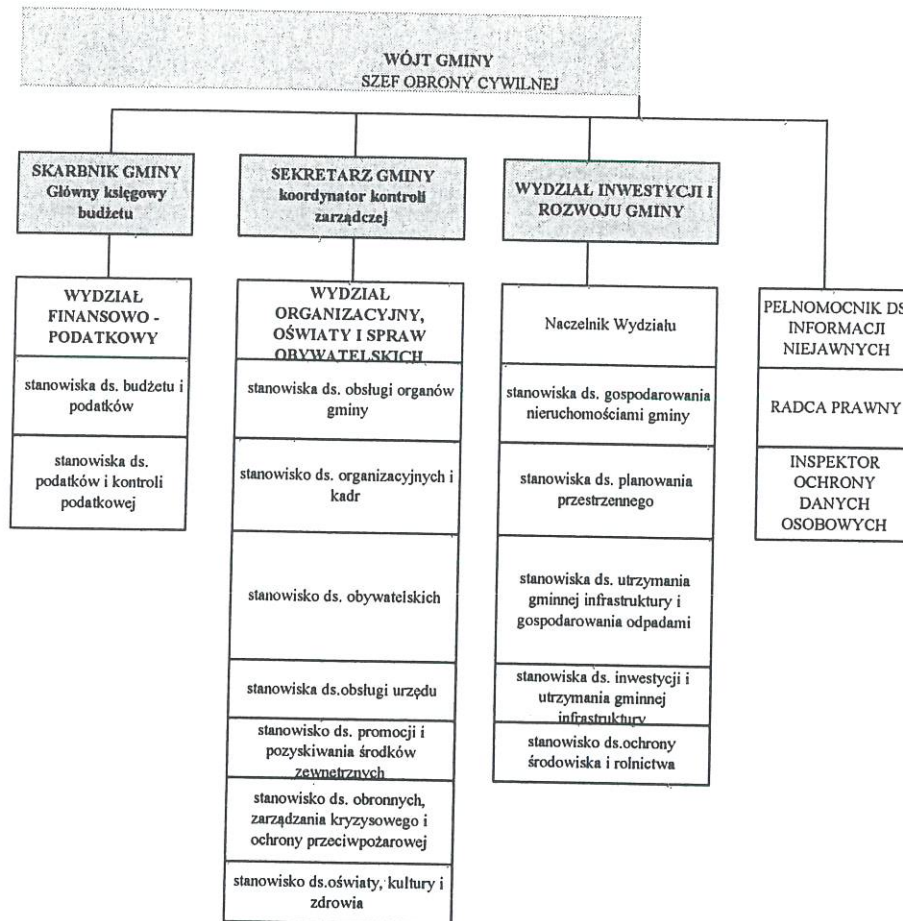 WÓJT GMINY
SZEF OBRONY CYWILNEJ
SKARBNIK GMINY
Główny księgowy
budżetu
SEKRETARZ GMINY
koordynator kontroli
zarządczej
WYDZIAŁ INWESTYCJI I
ROZWOJU GMINY
WYDZIAŁ
FINANSOWO -
PODATKOWY
stanowiska ds. budżetu i
podatków
stanowiska ds.
podatków i kontroli
podatkowej
WYDZIAŁ
ORGANIZACYJNY,
OŚWIATY I SPRAW
OBYWATELSKICH
stanowiska ds. obsługi organów
gminy
stanowisko ds. organizacyjnych i
kadr
stanowisko ds. obywatelskich
stanowiska ds.obsługi urzędu
stanowisko ds. promocji i
pozyskiwania środków
zewnętrznych
stanowisko ds. obronnych,
zarządzania kryzysowego i
ochrony przeciwpożarowej
stanowisko ds.oświaty, kultury i
zdrowia
Naczelnik Wydziału
stanowiska ds. gospodarowania
nieruchomościami gminy
stanowiska ds. planowania
przestrzennego
stanowiska ds. utrzymania
gminnej infrastruktury i
gospodarowania odpadami
stanowiska ds. inwestycji i
utrzymania gminnej
infrastruktury
stanowisko ds.ochrony
środowiska i rolnictwa
PEŁNOMOCNIK DS
INFORMACJI
NIEJAWNYCH
RADCA PRAWNY
INSPEKTOR
OCHRONY
DANYCH
OSOBOWYCH